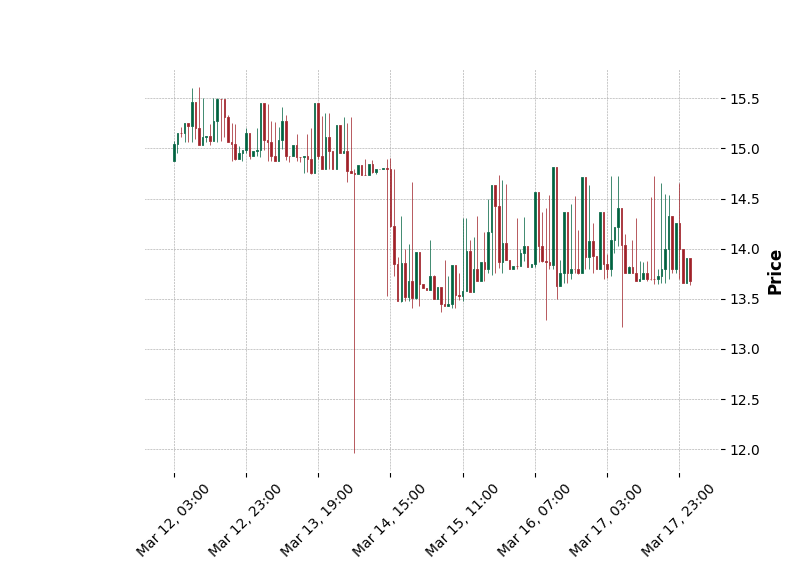 15.5
15.0
14.5
14.0
13.5
13.0
12.5
12.0
Price
Mar 12, 03:00
Mar 12, 23:00
Mar 13, 19:00
Mar 14, 15:00
Mar 15, 11:00
Mar 16, 07:00
Mar 17, 03:00
Mar 17, 23:00